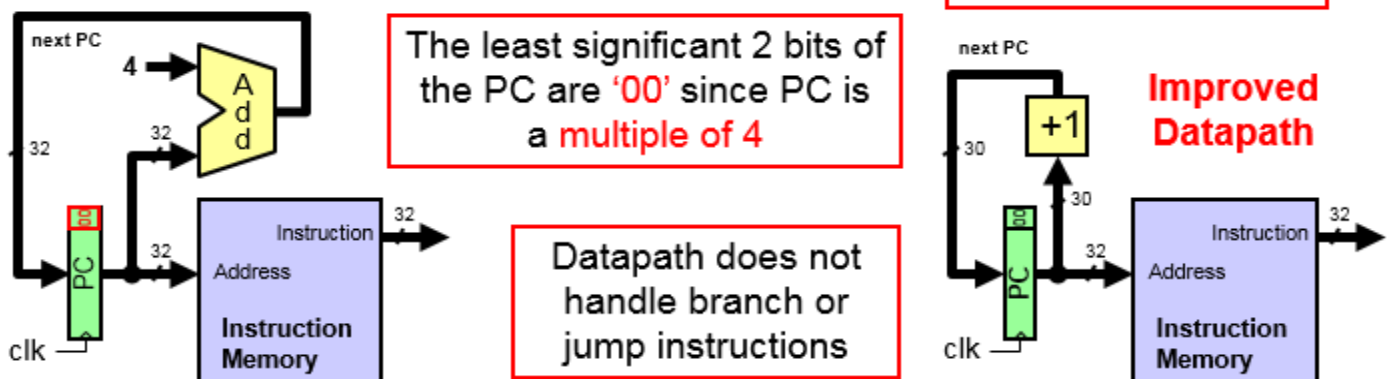 next PC
4
Add
32
32
00
PC
32
clk
Address
Instruction
32
Instruction
Memory
The least significant 2 bits of
the PC are ‘00’ since PC is
a multiple of 4
Datapath does not
handle branch or
jump instructions
next PC
+1
Improved
Datapath
30
30
00
PC
32
clk
Instruction
32
Address
Instruction
Memory